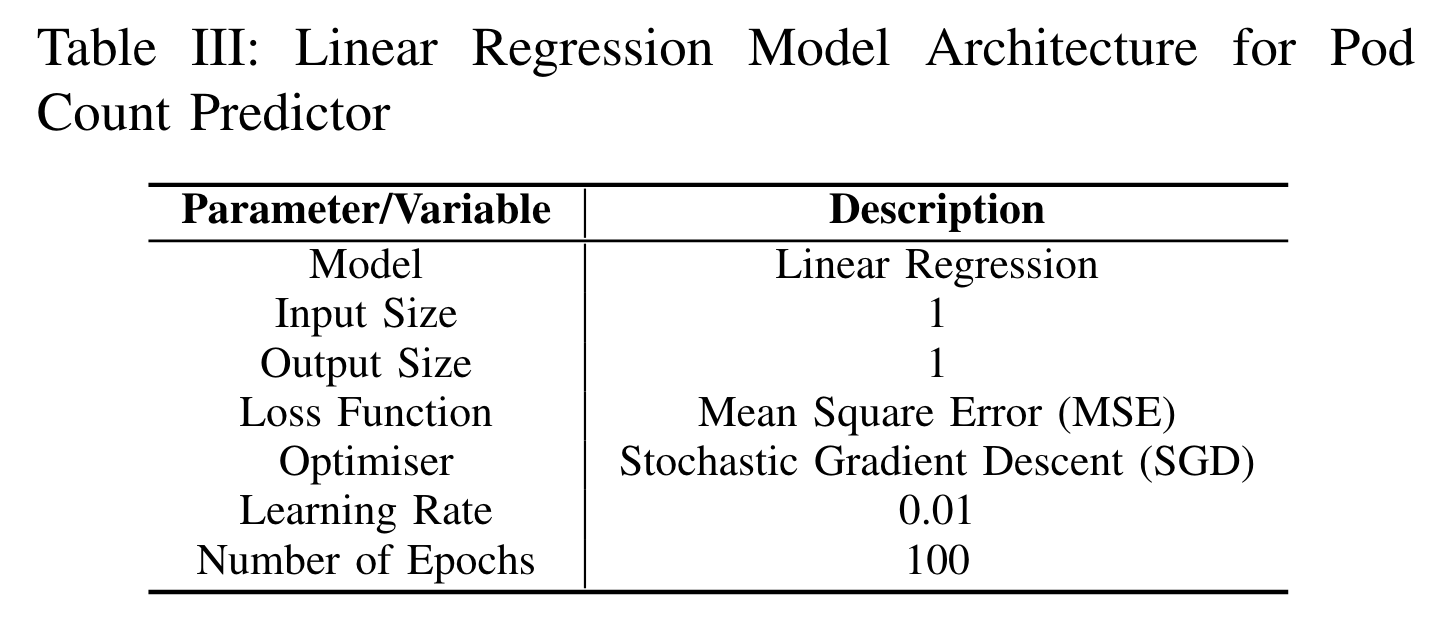 Table III: Linear Regression Model Architecture for Pod
Count Predictor
Parameter/Variable Description
Model Linear Regression
Input Size 1
Output Size 1
Loss Function Mean Square Error (MSE)
Optimiser Stochastic Gradient Descent (SGD)
Learning Rate 0.01
Number of Epochs 100